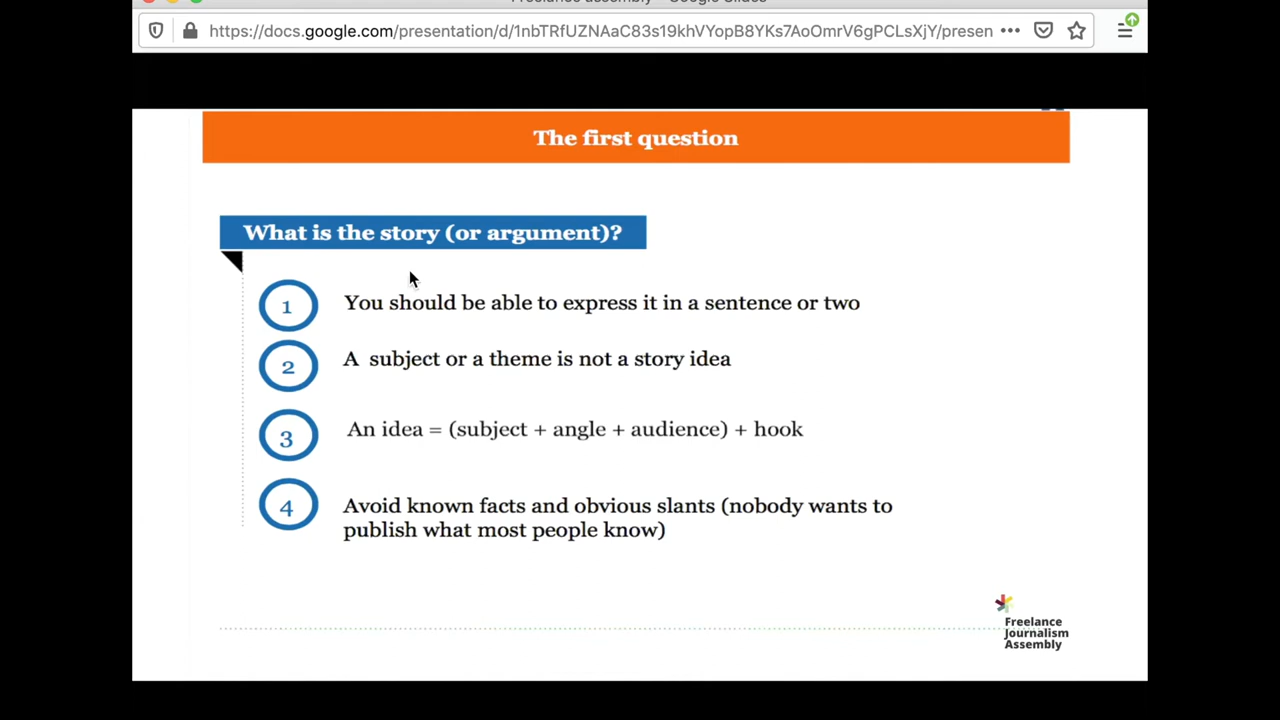 https://docs.google.com/presentation/d/1nbTRfUZNAaC83s19khVYopB8YKs7AoOmrV6gPCLsXjY/presen
The first question
What is the story (or argument)?
1 You should be able to express it in a sentence or two
2 A subject or a theme is not a story idea
3 An idea = (subject + angle + audience) + hook
4 Avoid known facts and obvious slants (nobody wants to
publish what most people know)
Freelance
Journalism
Assembly